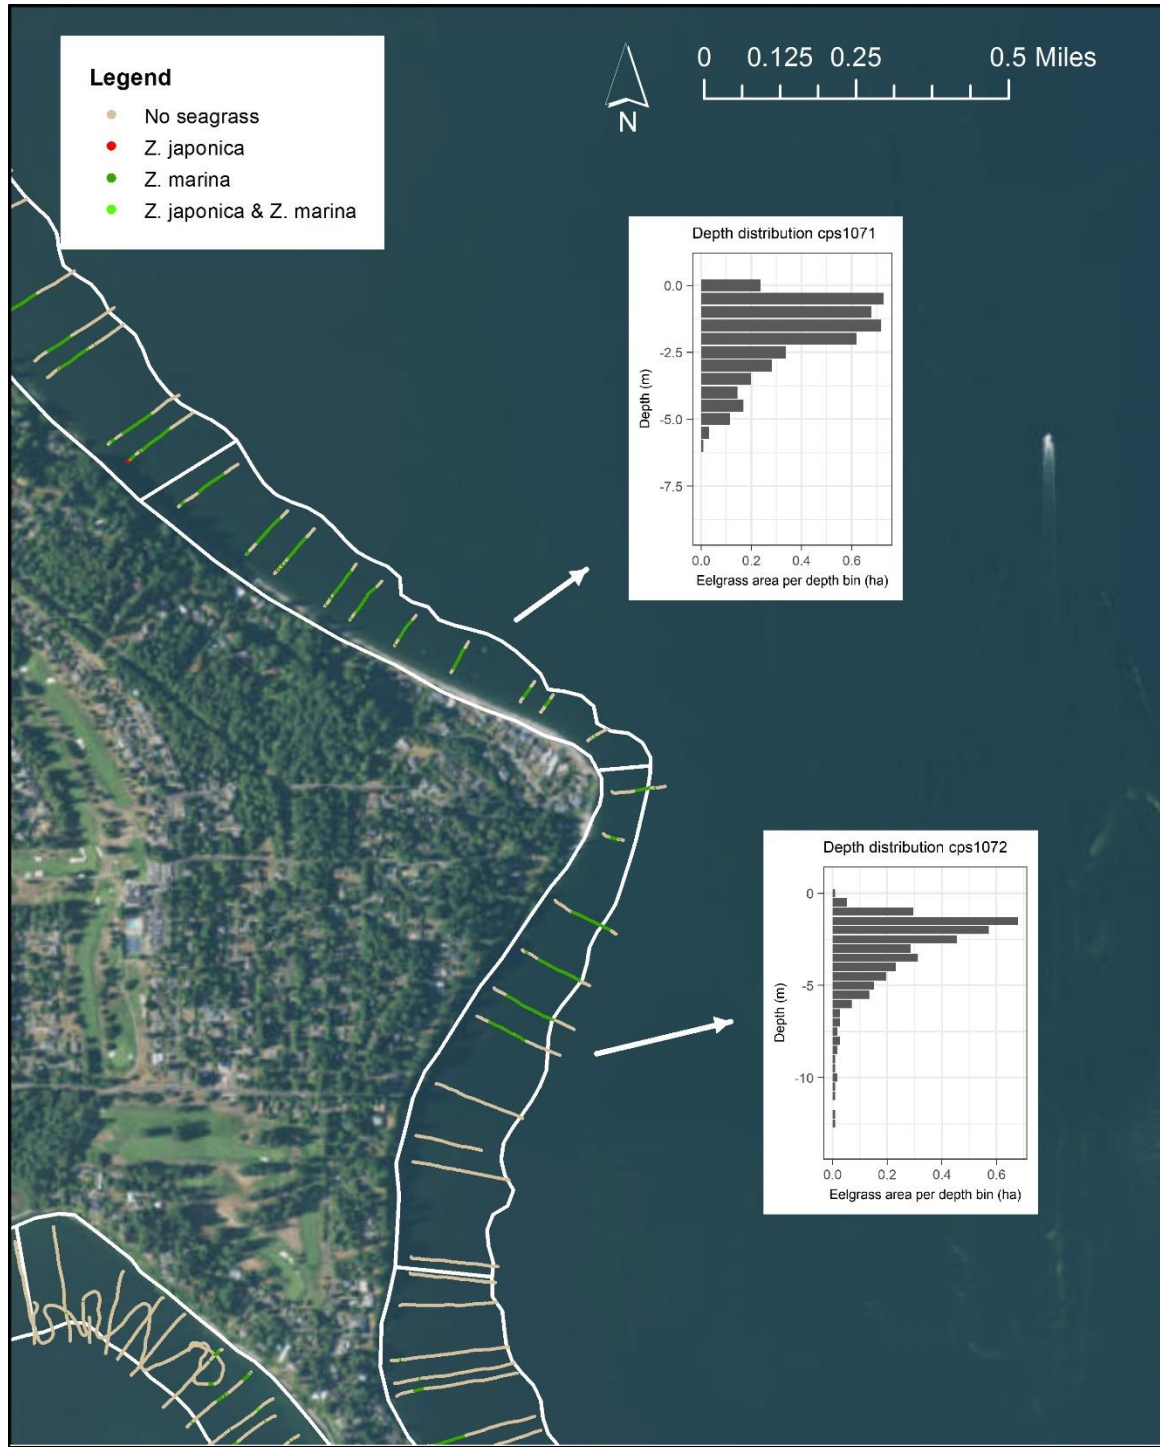 Legend
No seagrass
Z. japonica
Z. marina
Z. japonica & Z. marina
N
0 0.125 0.25 0.5 Miles
Depth distribution cps1071
0.0
-2.5
-5.0
-7.5
Depth (m)
0.0 0.2 0.4 0.6
Eelgrass area per depth bin (ha)
Depth distribution cps1072
0
-5
-10
Depth (m)
0.0 0.2 0.4 0.6
Eelgrass area per depth bin (ha)